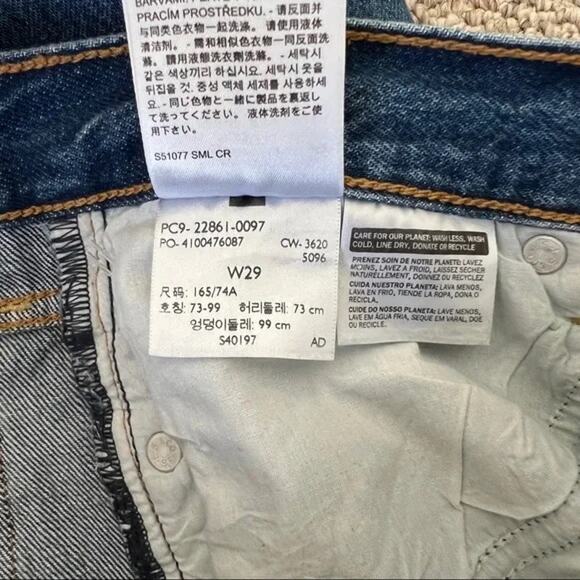 PRACÍM PROSTŘEDKU. - 请反面并
与同类色衣物一起洗涤。请使用液体
清洁剂。- 需和相似色衣物一同反面洗
滌。請用液態洗衣劑洗滌。- 세탁시
같은 색상끼리 하십시요. 세탁시 옷을
뒤집을 것. 중성 액체 세제를 사용하세
요. - 同じ色物と一緒に製品を裏返し
て洗ってください。液体洗剤をご使用
S51077 SML CR
PC9- 22861-0097
PO- 4100476087 CW- 3620
5096
W29
尺码: 165/74A
호칭: 73-99 허리둘레: 73 cm
엉덩이둘레: 99 cm
S40197 AD
CARE FOR OUR PLANET: WASH LESS, WASH
COLD, LINE DRY, DONATE OR RECYCLE
PRENEZ SOIN DE NOTRE PLANETE: LAVEZ
MOINS, LAVEZ A FROID, LAISSEZ SÉCHER
NATURELLEMENT, DONNEZ OU RECYCLEZ
CUIDA NUESTRO PLANETA: LAVA MENOS,
LAVA EN FRIO, TIENDE LA ROPA, DONA O
RECICLA.
CUIDE DO NOSSO PLANETA: LAVE MENOS,
LAVE EM AGUA FRIA, SEQUE EM VARAL, DOE
OU RECICLE.